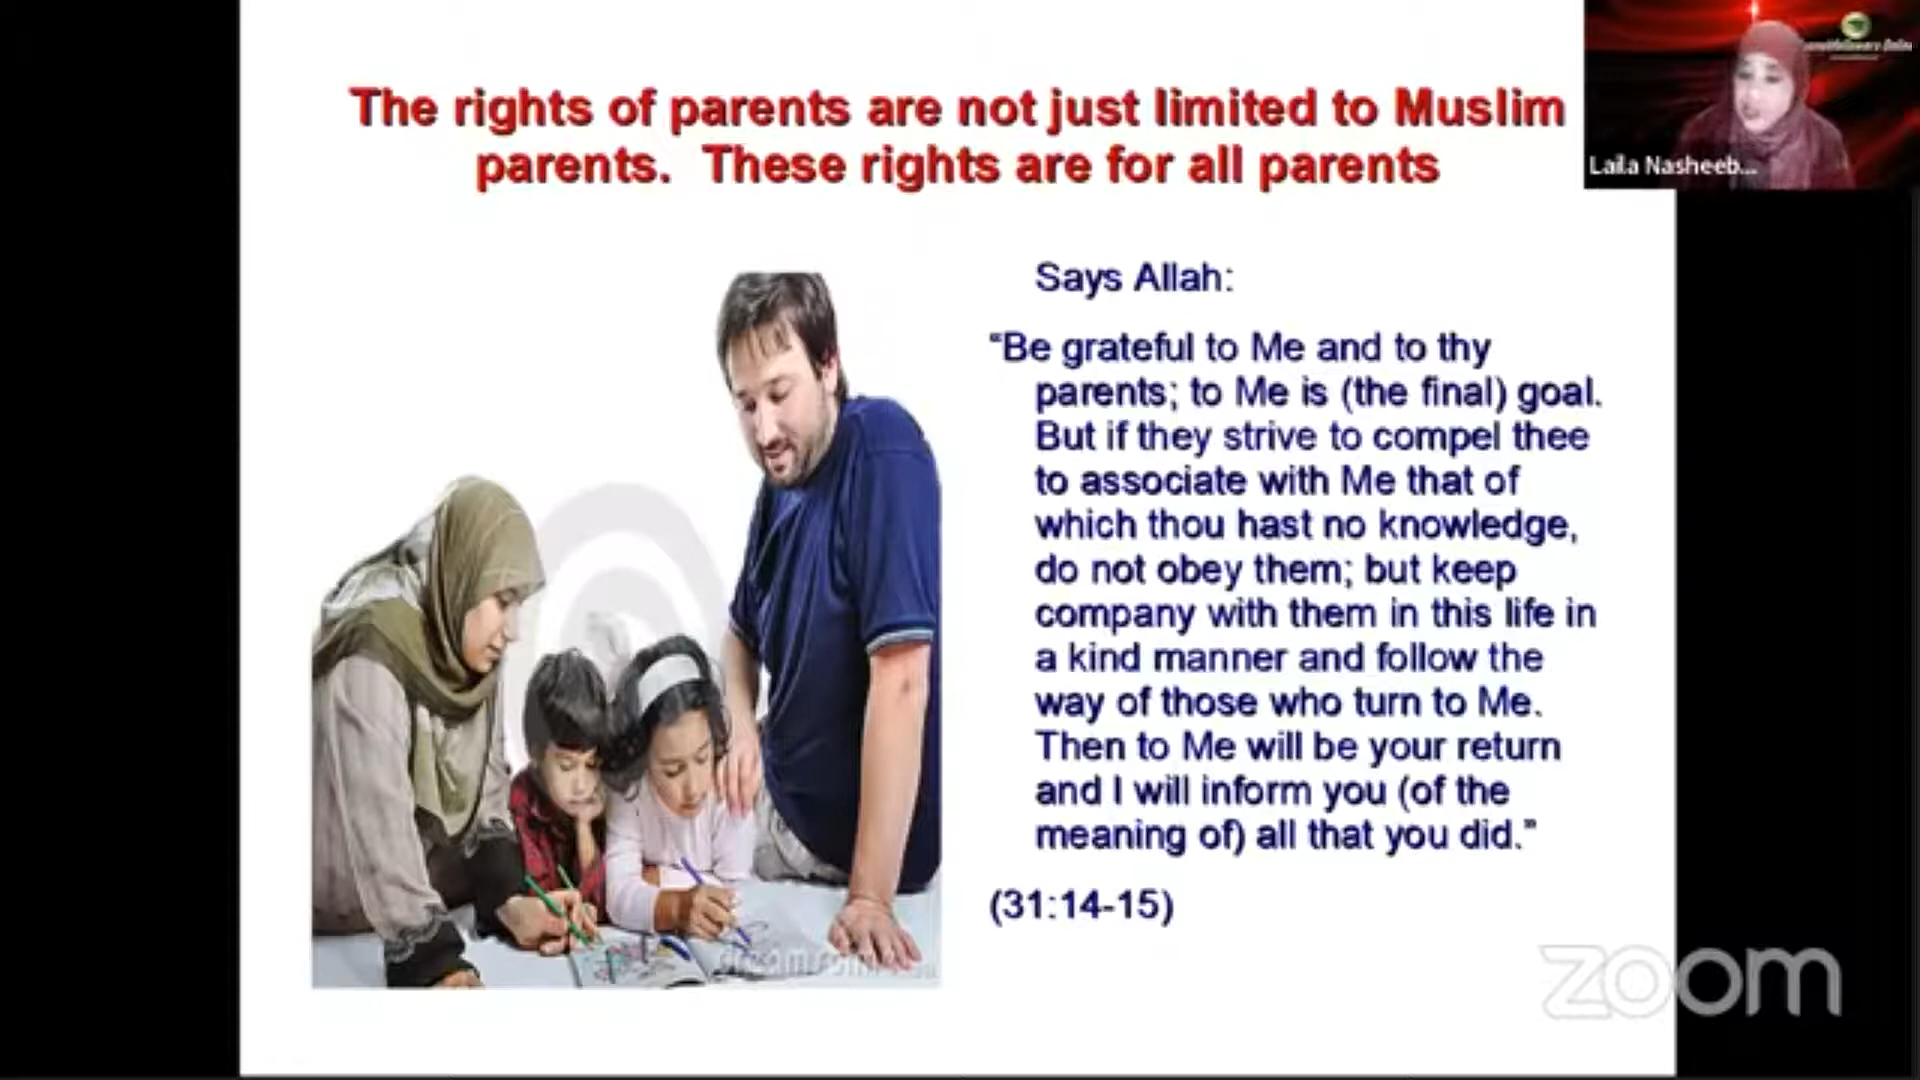 The rights of parents are not just limited to Muslim
parents. These rights are for all parents
Laila Nasheeb...
Says Allah:
“Be grateful to Me and to thy
parents; to Me is (the final) goal.
But if they strive to compel thee
to associate with Me that of
which thou hast no knowledge,
do not obey them; but keep
company with them in this life in
a kind manner and follow the
way of those who turn to Me.
Then to Me will be your return
and I will inform you (of the
meaning of) all that you did.”
(31:14-15)
zoom